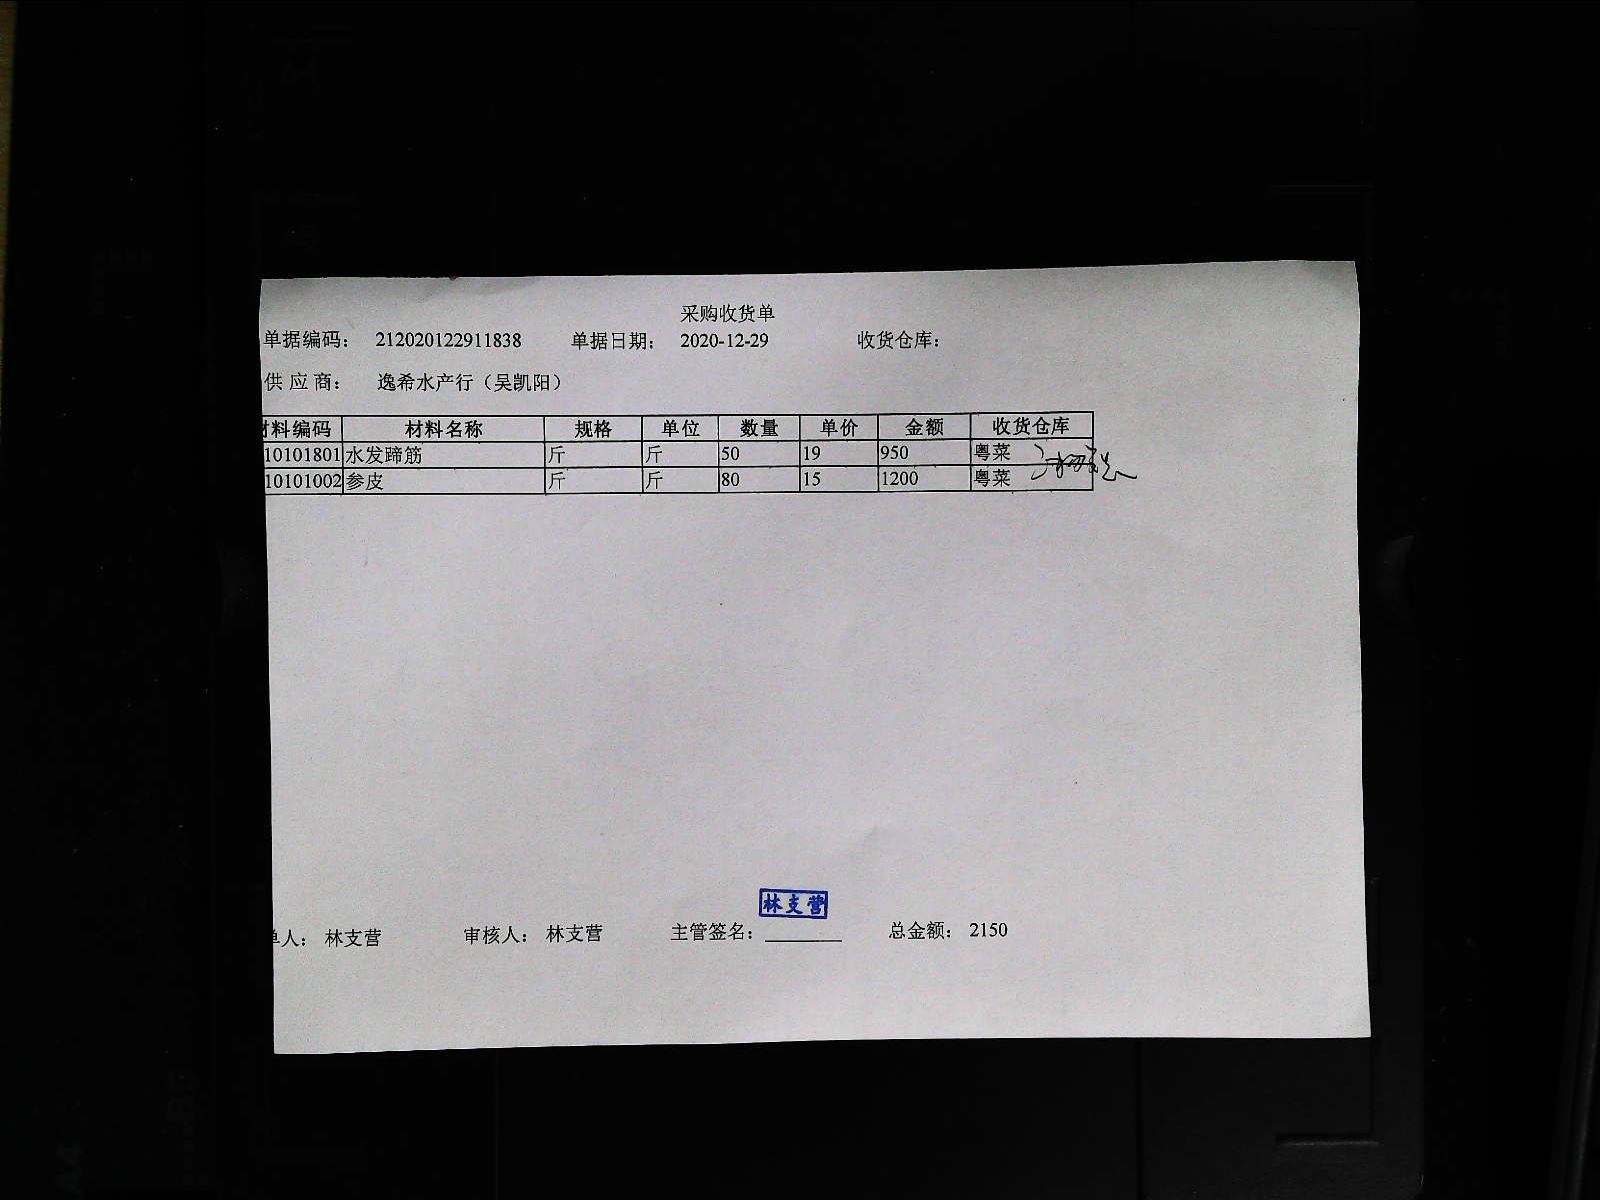 采购收货单
单据编码： 212020122911838 单据日期： 2020-12-29 收货仓库：
供 应 商： 逸希水产行（吴凯阳）
材料编码 材料名称 规格 单位 数量 单价 金额 收货仓库
10101801 水发蹄筋 斤 斤 50 19 950 粤菜
10101002 参皮 斤 斤 80 15 1200 粤菜
林支营
单人： 林支营 审核人： 林支营 主管签名： 总金额： 2150